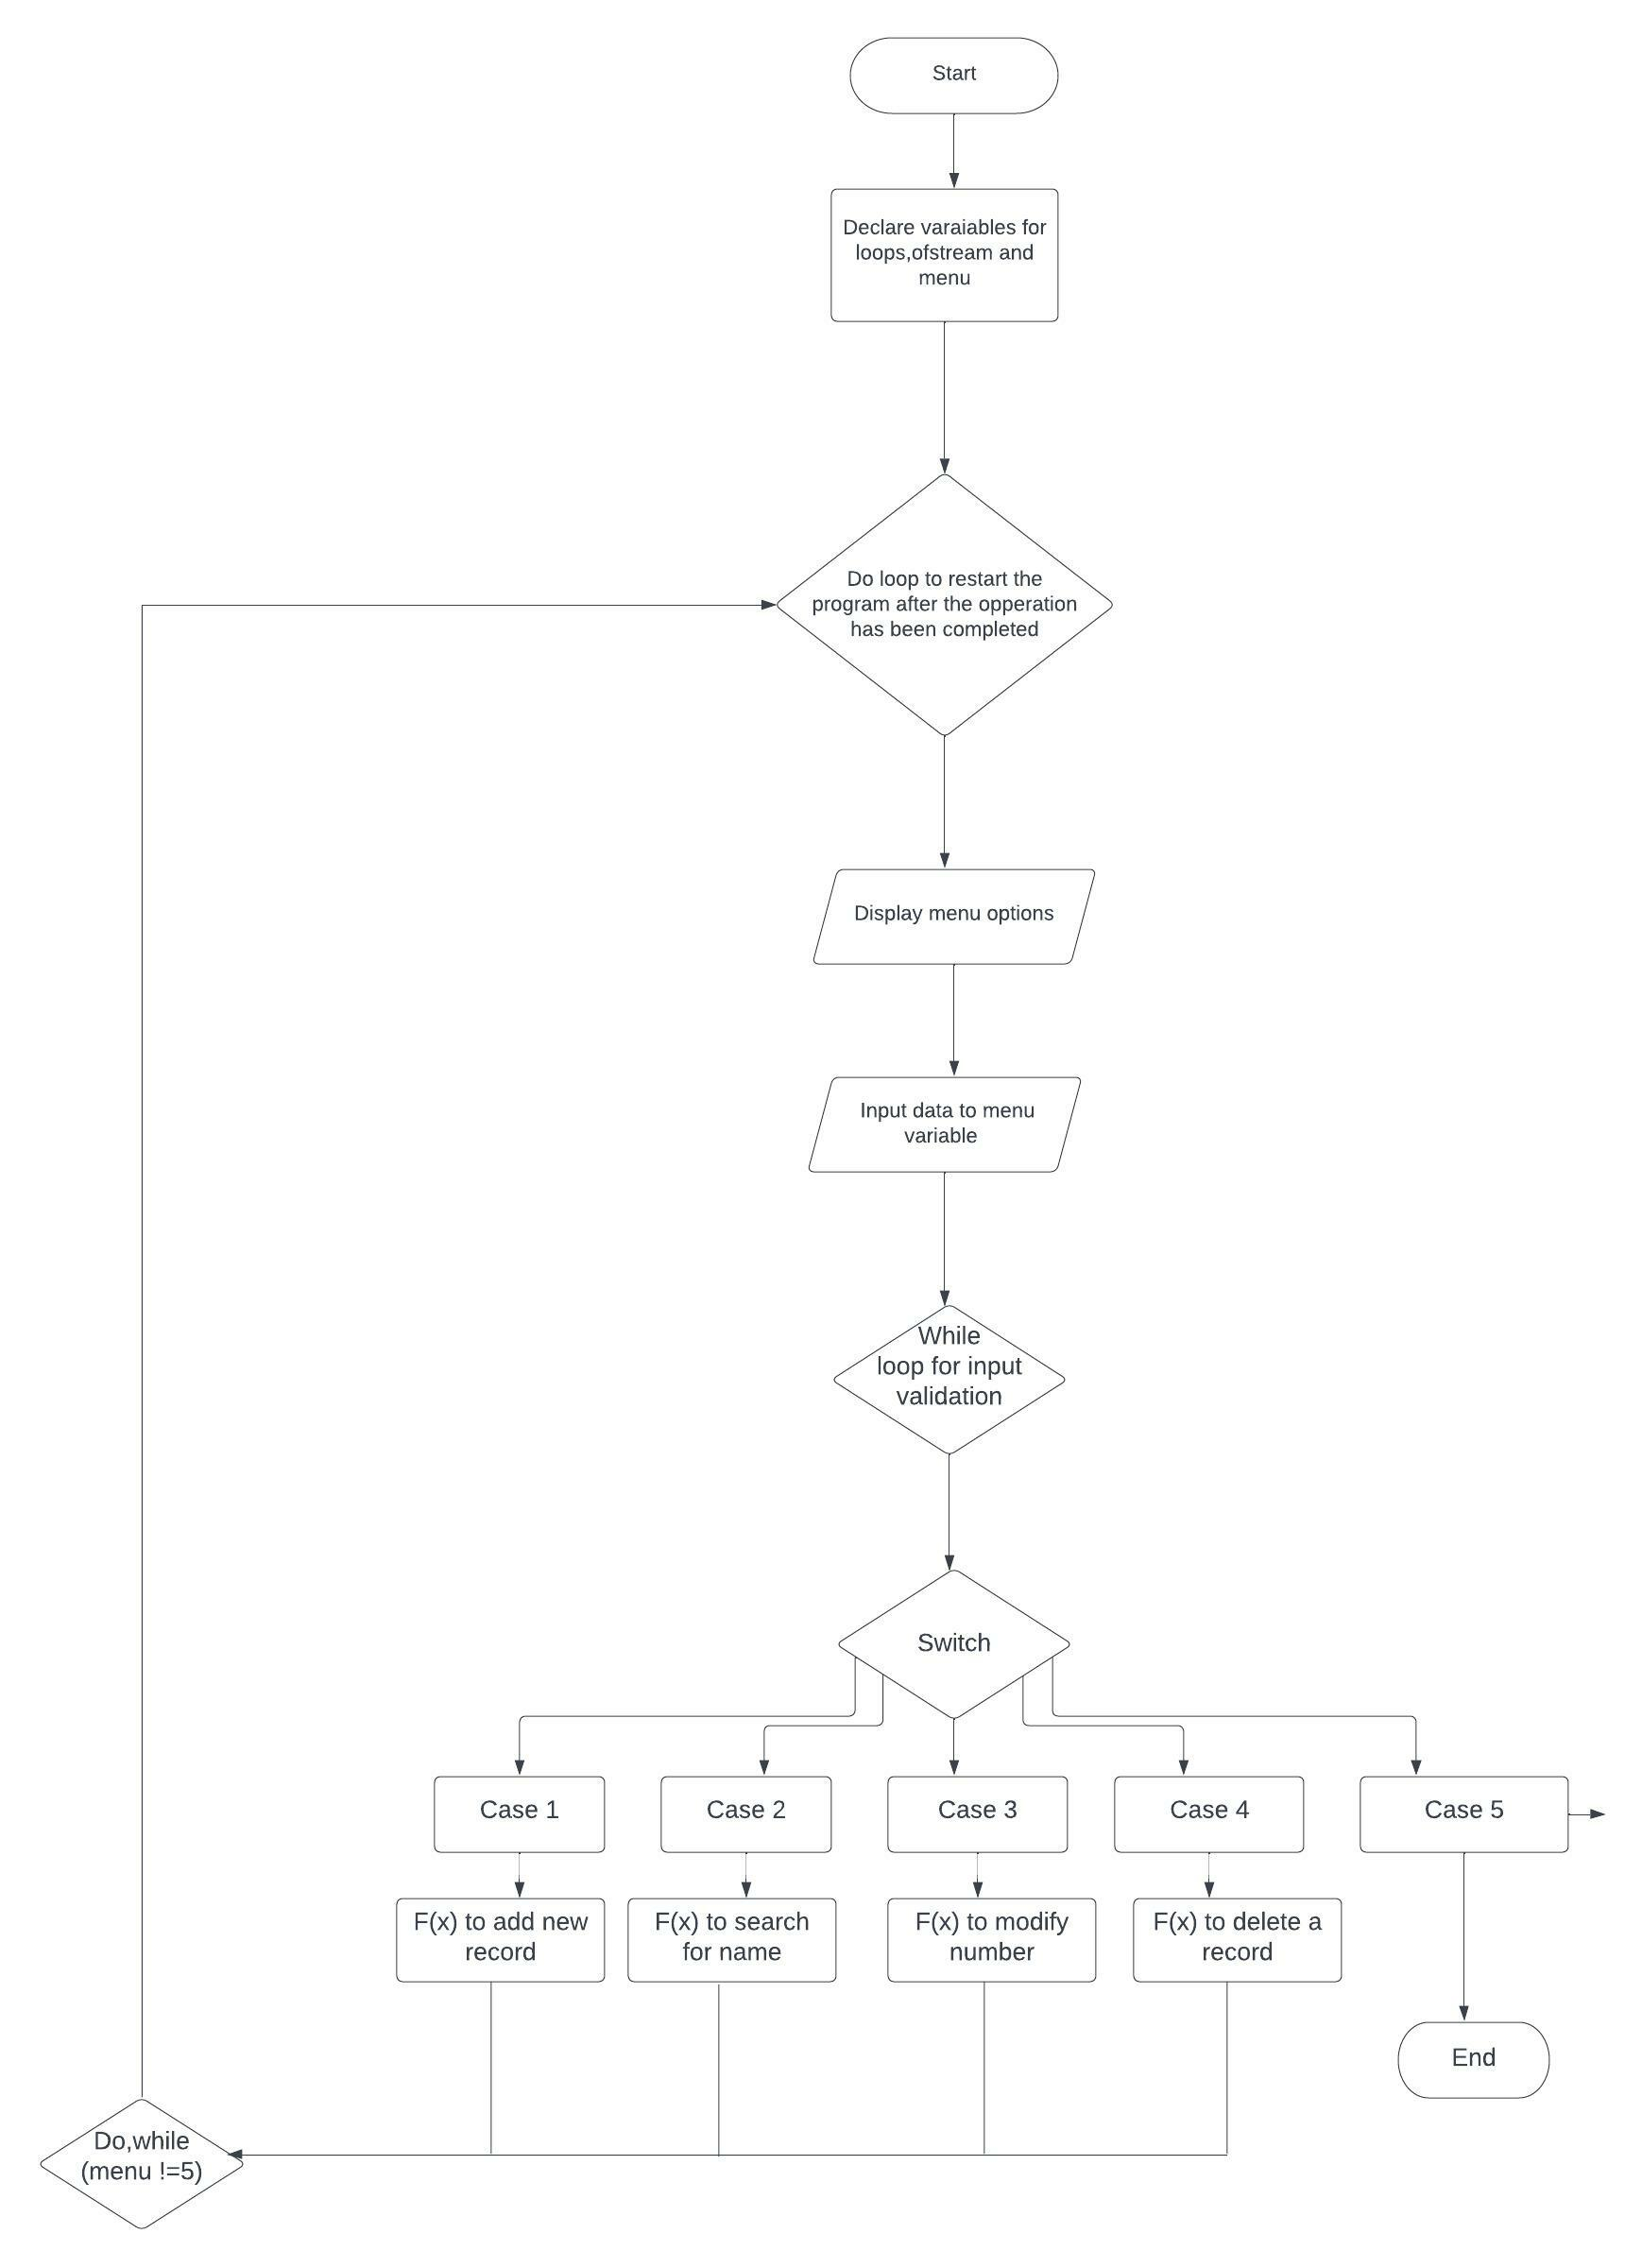 Start
Declare varaiables for
loops,ofstream and
menu
Do loop to restart the
program after the opperation
has been completed
Display menu options
Input data to menu
variable
While
loop for input
validation
Switch
Case 1
Case 2
Case 3
Case 4
Case 5
F(x) to add new
record
F(x) to search
for name
F(x) to modify
number
F(x) to delete a
record
End
Do,while
(menu !=5)